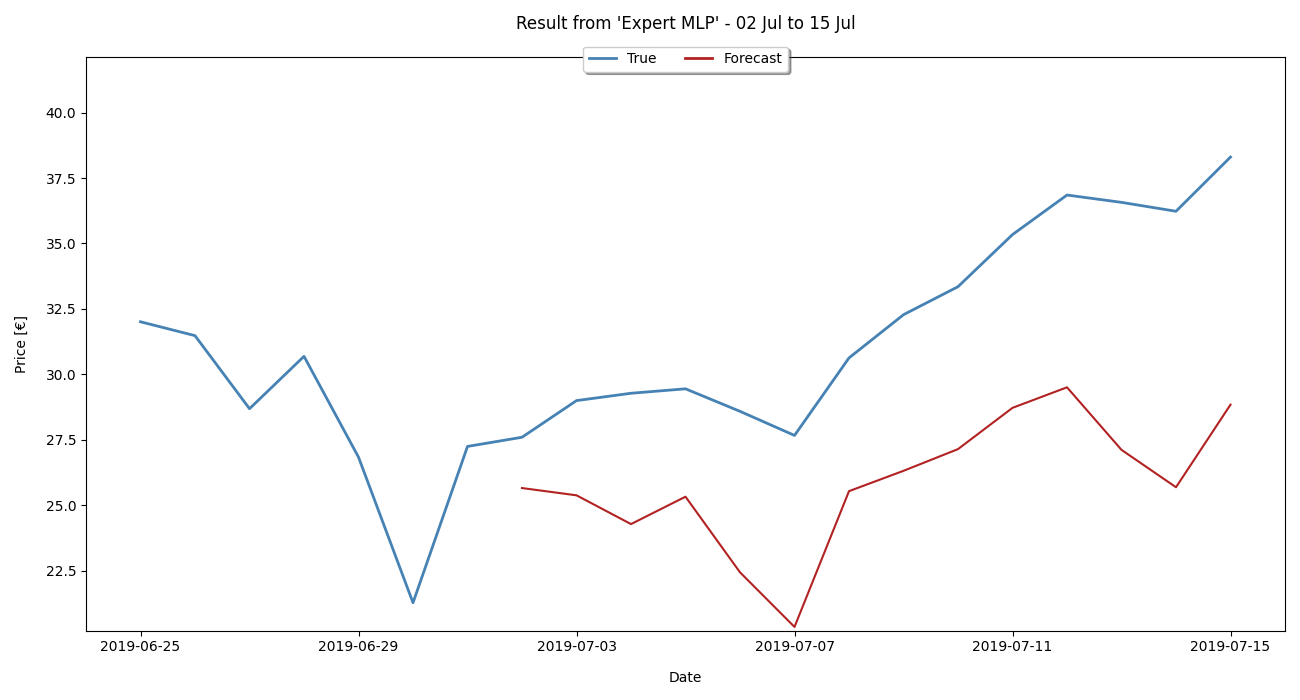 Result from 'Expert MLP' - 02 Jul to 15 Jul
True Forecast
40.0
37.5
35.0
32.5
30.0
27.5
25.0
22.5
Price [€]
2019-06-25 2019-06-29 2019-07-03 2019-07-07 2019-07-11 2019-07-15
Date